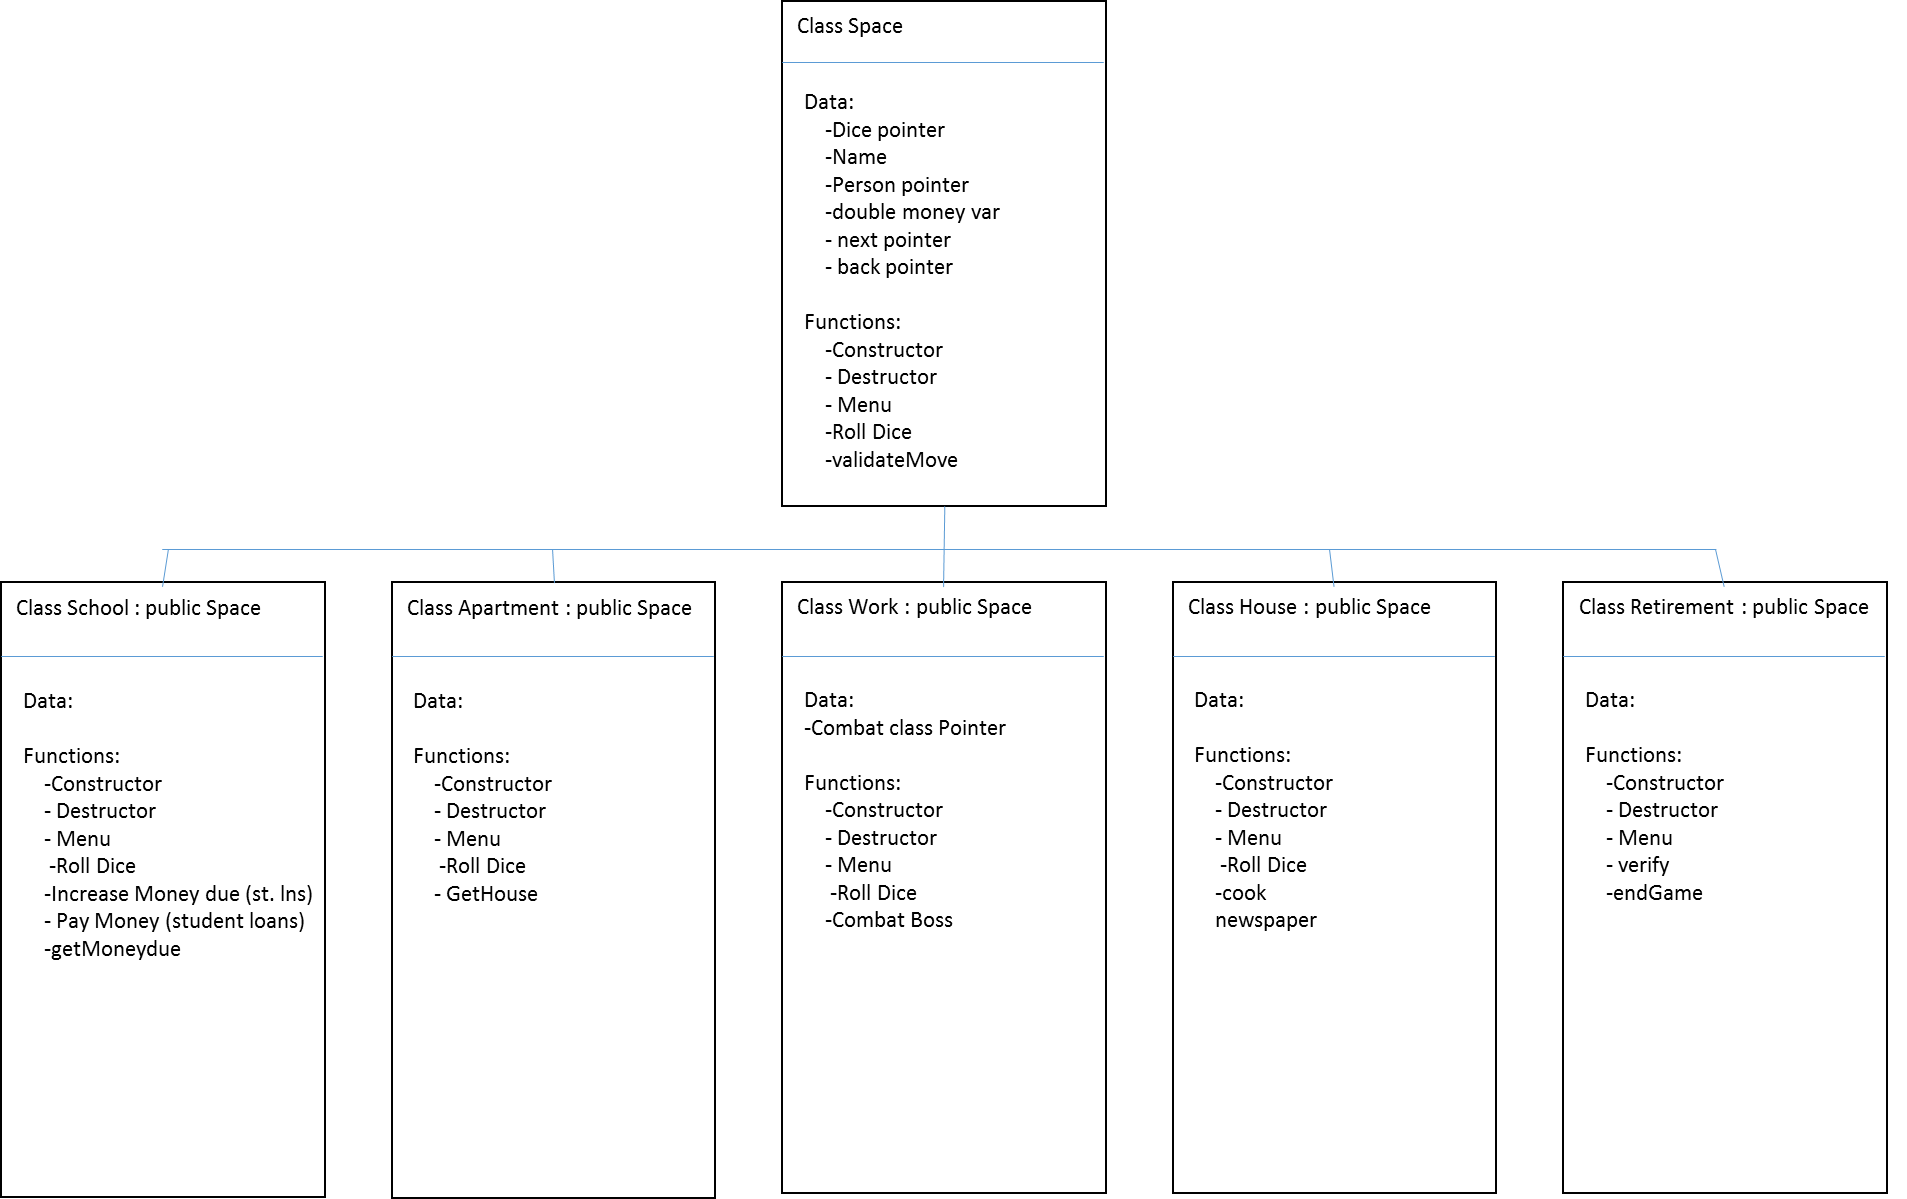 Class Space
Data:
-Dice pointer
-Name
-Person pointer
-double money var
- next pointer
- back pointer
Functions:
-Constructor
- Destructor
- Menu
-Roll Dice
-validateMove
Class School : public Space
Data:
Functions:
-Constructor
- Destructor
- Menu
-Roll Dice
-Increase Money due (st. lns)
- Pay Money (student loans)
-getMoneydue
Class Apartment : public Space
Data:
Functions:
-Constructor
- Destructor
- Menu
-Roll Dice
- GetHouse
Class Work : public Space
Data:
-Combat class Pointer
Functions:
-Constructor
- Destructor
- Menu
-Roll Dice
-Combat Boss
Class House : public Space
Data:
Functions:
-Constructor
- Destructor
- Menu
-Roll Dice
-cook
newspaper
Class Retirement : public Space
Data:
Functions:
-Constructor
- Destructor
- Menu
- verify
-endGame